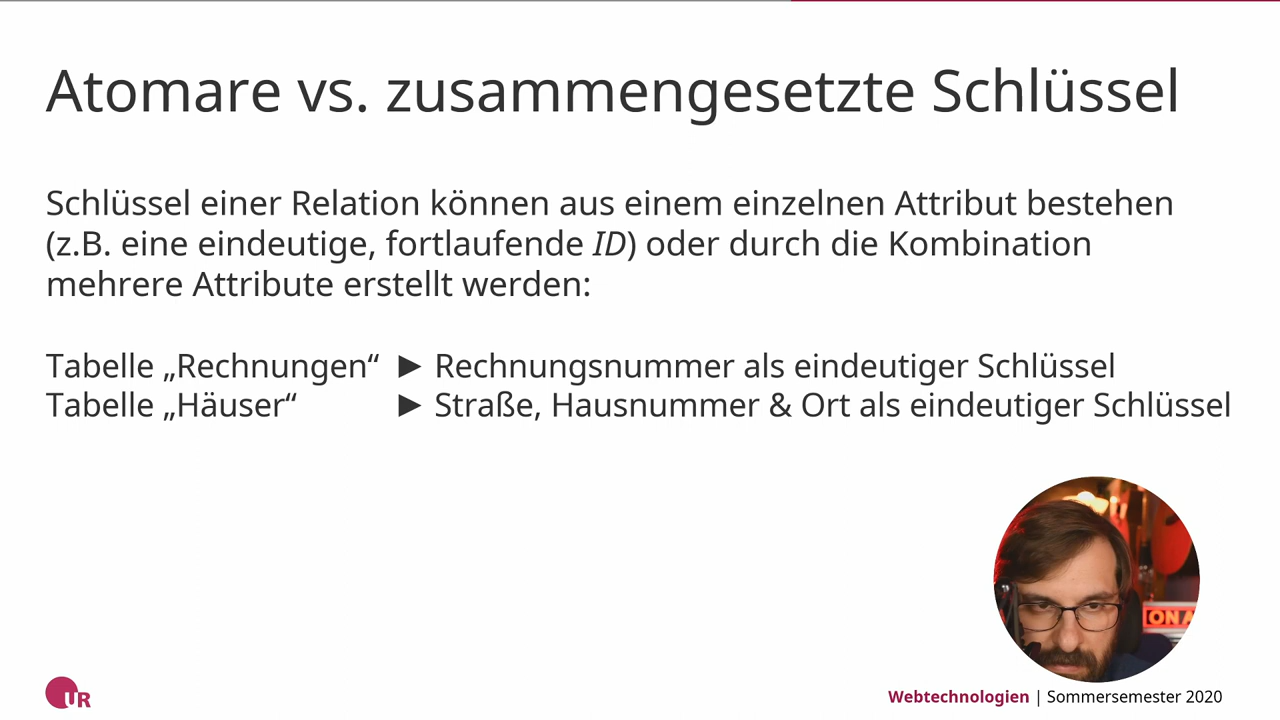 Atomare vs. zusammengesetzte Schlüssel
Schlüssel einer Relation können aus einem einzelnen Attribut bestehen
(z.B. eine eindeutige, fortlaufende ID) oder durch die Kombination
mehrere Attribute erstellt werden:
Tabelle „Rechnungen“ ► Rechnungsnummer als eindeutiger Schlüssel
Tabelle „Häuser“ ► Straße, Hausnummer & Ort als eindeutiger Schlüssel
ON A
UR
Webtechnologien | Sommersemester 2020